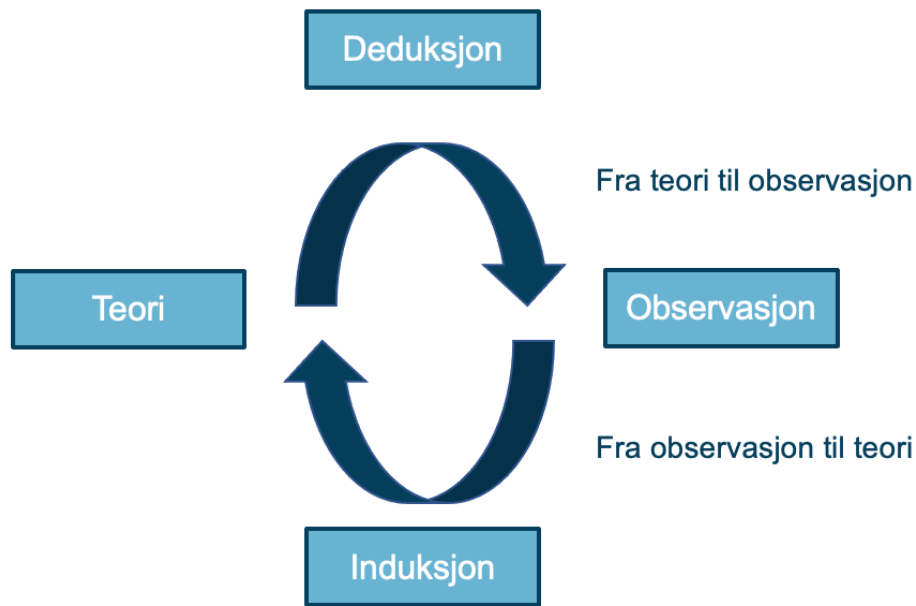 Deduksjon
Fra teori til observasjon
Teori
Observasjon
Fra observasjon til teori
Induksjon